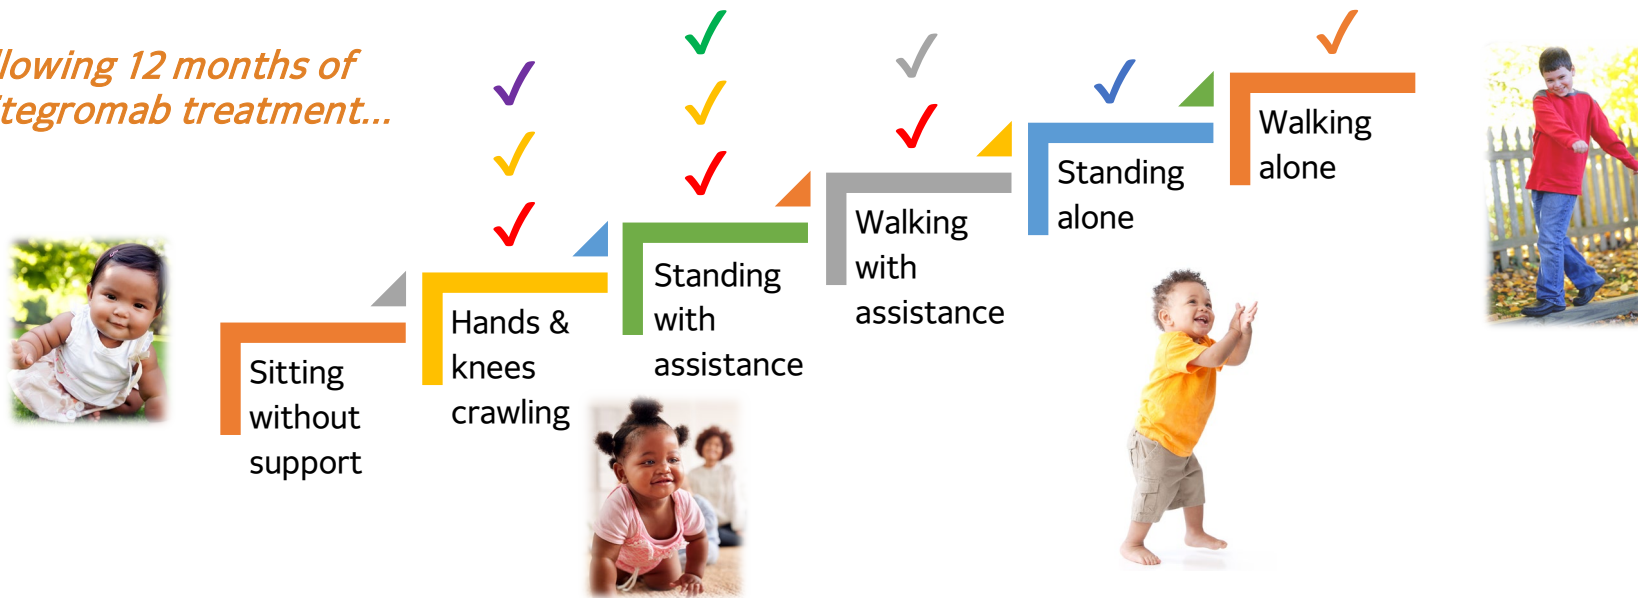 llowing 12 months of
tegromab treatment...
Walking
alone
Standing
alone
Walking
with
assistance
Standing
with
assistance
Hands &
knees
crawling
Sitting
without
support